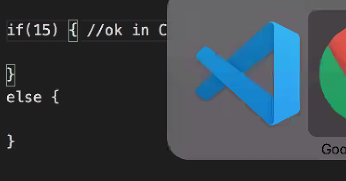 if(15) { //ok in C
}
else {
}
Goo